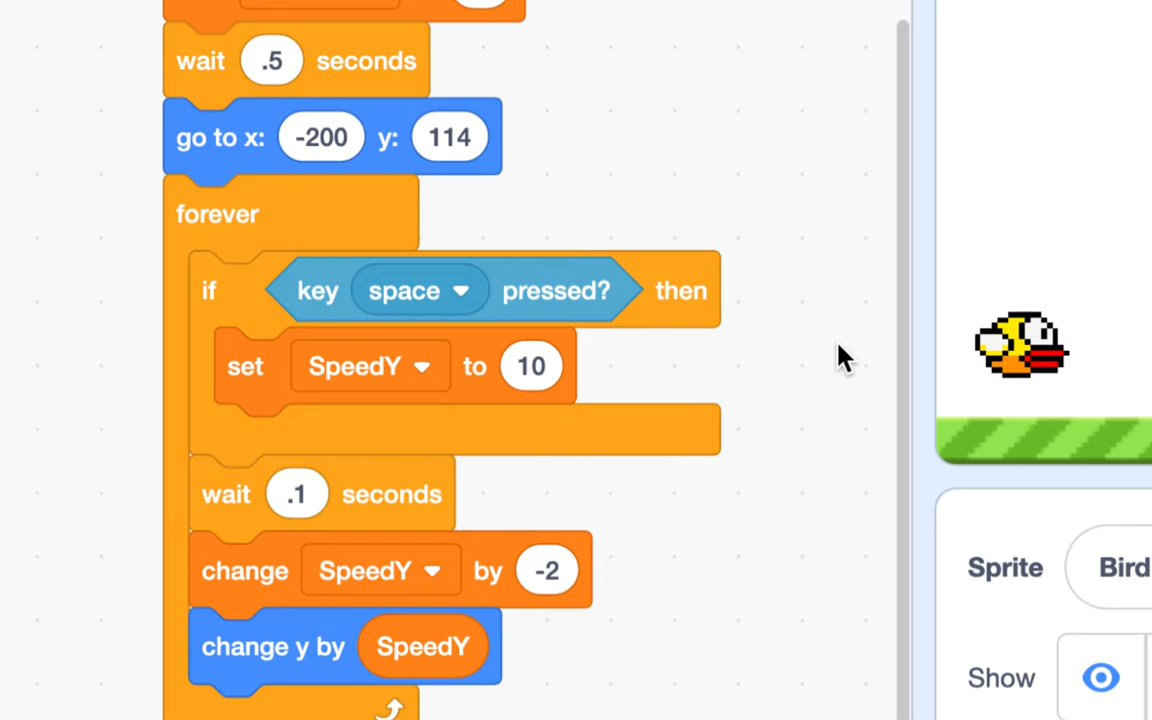 wait .5 seconds
go to x: -200 y: 114
forever
if key space pressed? then
set SpeedY to 10
wait .1 seconds
change SpeedY by -2
change y by SpeedY
Sprite Bird
Show